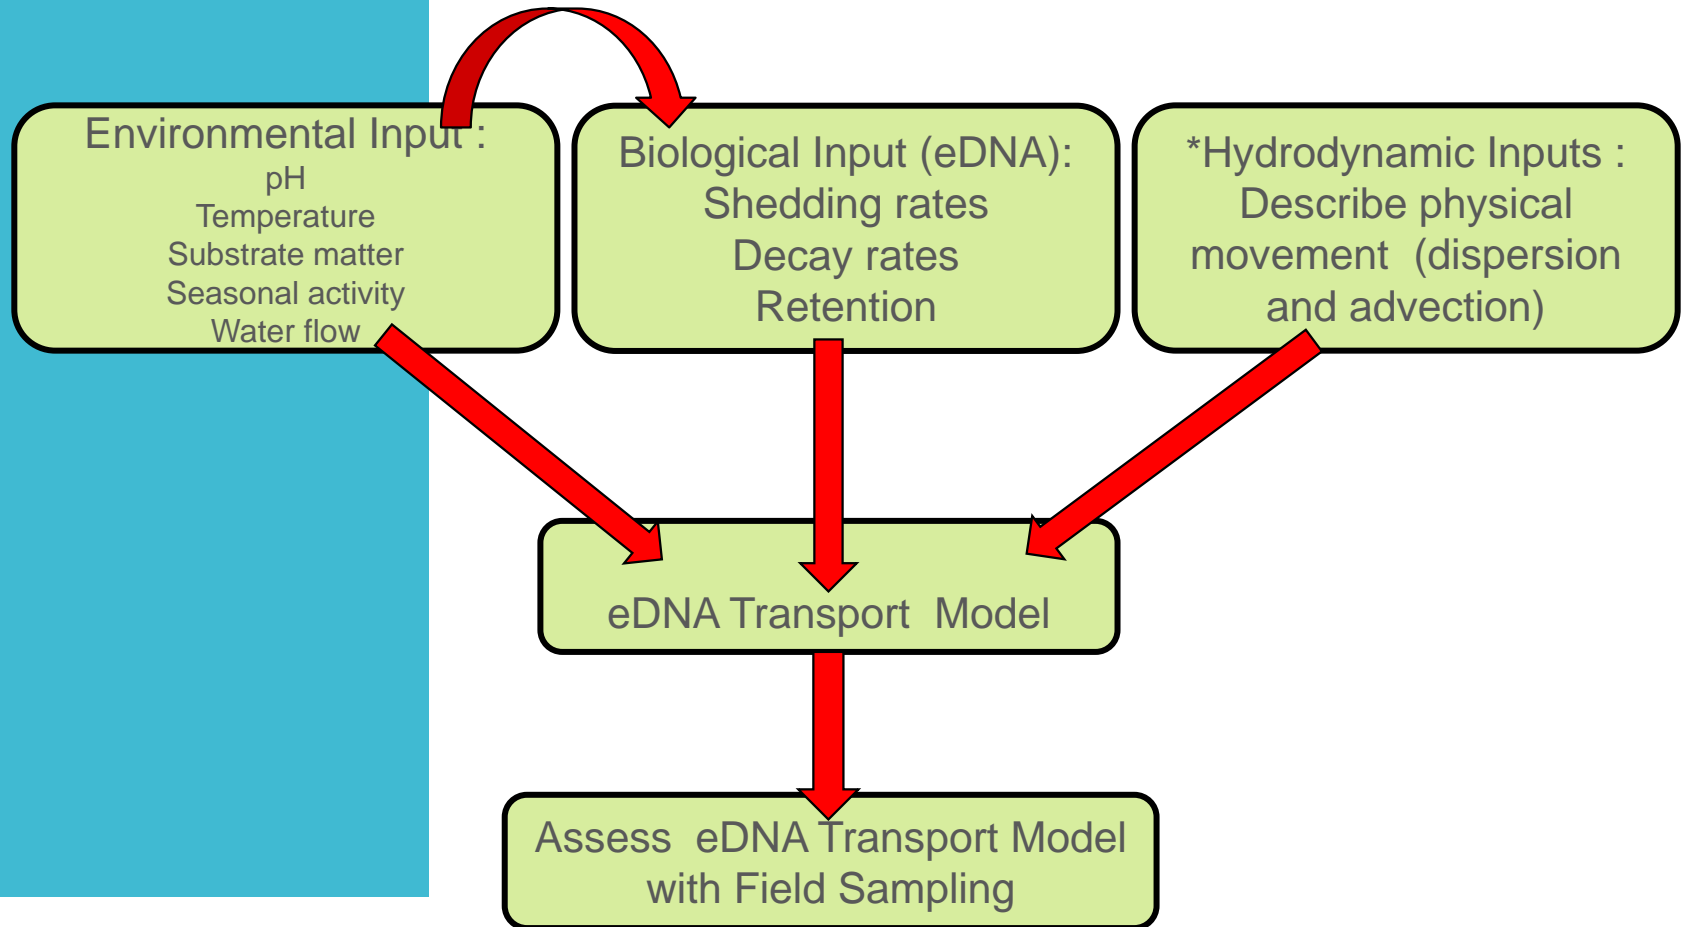 Environmental Input :
pH
Temperature
Substrate matter
Seasonal activity
Water flow
Biological Input (eDNA):
Shedding rates
Decay rates
Retention
*Hydrodynamic Inputs :
Describe physical
movement (dispersion
and advection)
eDNA Transport Model
Assess eDNA Transport Model
with Field Sampling